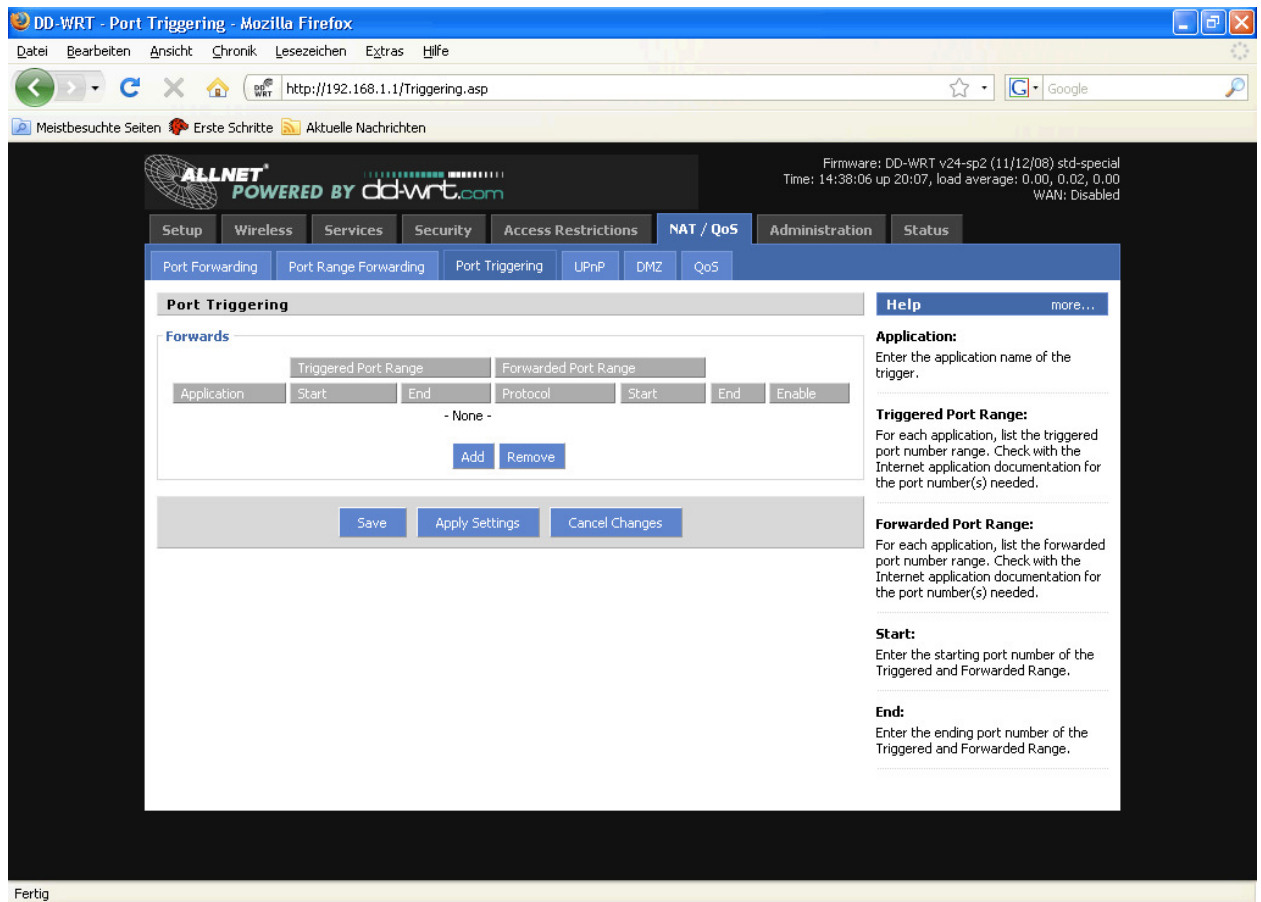 DD-WRT - Port Triggering - Mozilla Firefox
Datei Bearbeiten Ansicht Chronik Lesezeichen Extras Hilfe
DD WRT http://192.168.1.1/Triggering.asp G Google
Meistbesuchte Seiten Erste Schritte Aktuelle Nachrichten
ALLNET
POWERED BY dd-wrt.com
Firmware: DD-WRT v24-sp2 (11/12/08) std-special
Time: 14:38:06 up 20:07, load average: 0.00, 0.02, 0.00
WAN: Disabled
Setup Wireless Services Security Access Restrictions NAT / QoS Administration Status
Port Forwarding Port Range Forwarding Port Triggering UPnP DMZ QoS
Port Triggering
Forwards
Triggered Port Range Forwarded Port Range
Application Start End Protocol Start End Enable
- None -
Add Remove
Save Apply Settings Cancel Changes
Help more...
Application:
Enter the application name of the
trigger.
Triggered Port Range:
For each application, list the triggered
port number range. Check with the
Internet application documentation for
the port number(s) needed.
Forwarded Port Range:
For each application, list the forwarded
port number range. Check with the
Internet application documentation for
the port number(s) needed.
Start:
Enter the starting port number of the
Triggered and Forwarded Range.
End:
Enter the ending port number of the
Triggered and Forwarded Range.
Fertig